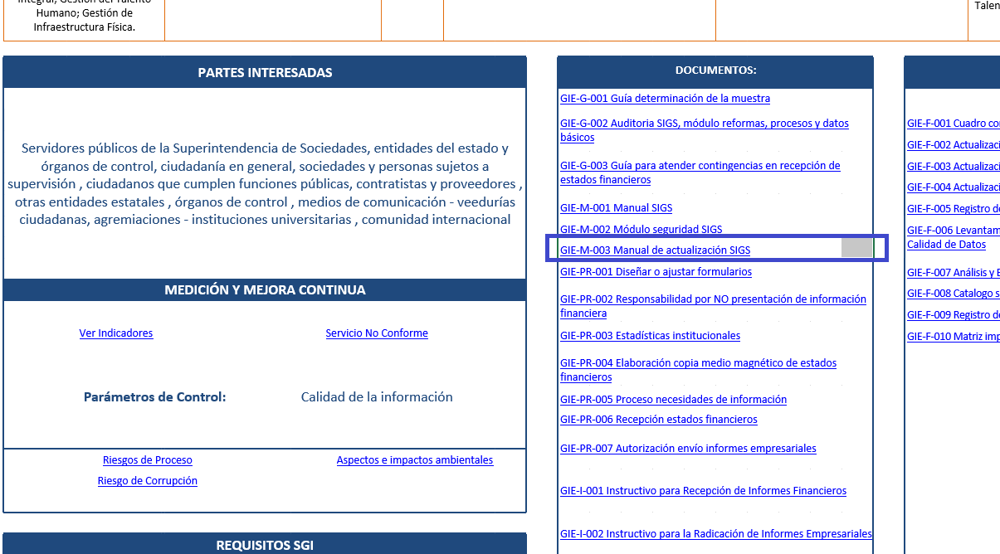 Humano; Gestión de
Infraestructura Física.
PARTES INTERESADAS
Servidores públicos de la Superintendencia de Sociedades, entidades del estado y
órganos de control, ciudadanía en general, sociedades y personas sujetos a
supervisión , ciudadanos que cumplen funciones públicas, contratistas y proveedores ,
otras entidades estatales , órganos de control , medios de comunicación - veedurías
ciudadanas, agremiaciones - instituciones universitarias , comunidad internacional
MEDICIÓN Y MEJORA CONTINUA
Ver Indicadores
Servicio No Conforme
Parámetros de Control:
Calidad de la información
Riesgos de Proceso
Aspectos e impactos ambientales
Riesgo de Corrupción
REQUISITOS SGI
DOCUMENTOS:
GIE-G-001 Guía determinación de la muestra
GIE-G-002 Auditoria SIGS, módulo reformas, procesos y datos
básicos
GIE-G-003 Guía para atender contingencias en recepción de
estados financieros
GIE-M-001 Manual SIGS
GIE-M-002 Módulo seguridad SIGS
GIE-M-003 Manual de actualización SIGS
GIE-PR-001 Diseñar o ajustar formularios
GIE-PR-002 Responsabilidad por NO presentación de información
financiera
GIE-PR-003 Estadísticas institucionales
GIE-PR-004 Elaboración copia medio magnético de estados
financieros
GIE-PR-005 Proceso necesidades de información
GIE-PR-006 Recepción estados financieros
GIE-PR-007 Autorización envío informes empresariales
GIE-I-001 Instructivo para Recepción de Informes Financieros
GIE-I-002 Instructivo para la Radicación de Informes Empresariales
GIE-F-001 Cuadro
GIE-F-002
GIE-F-003
GIE-F-004
GIE-F-005 Registro
GIE-F-006
Calidad de Datos
GIE-F-007 Análisis y
GIE-F-008 Catalogo
GIE-F-009 Registro
GIE-F-010 Matriz